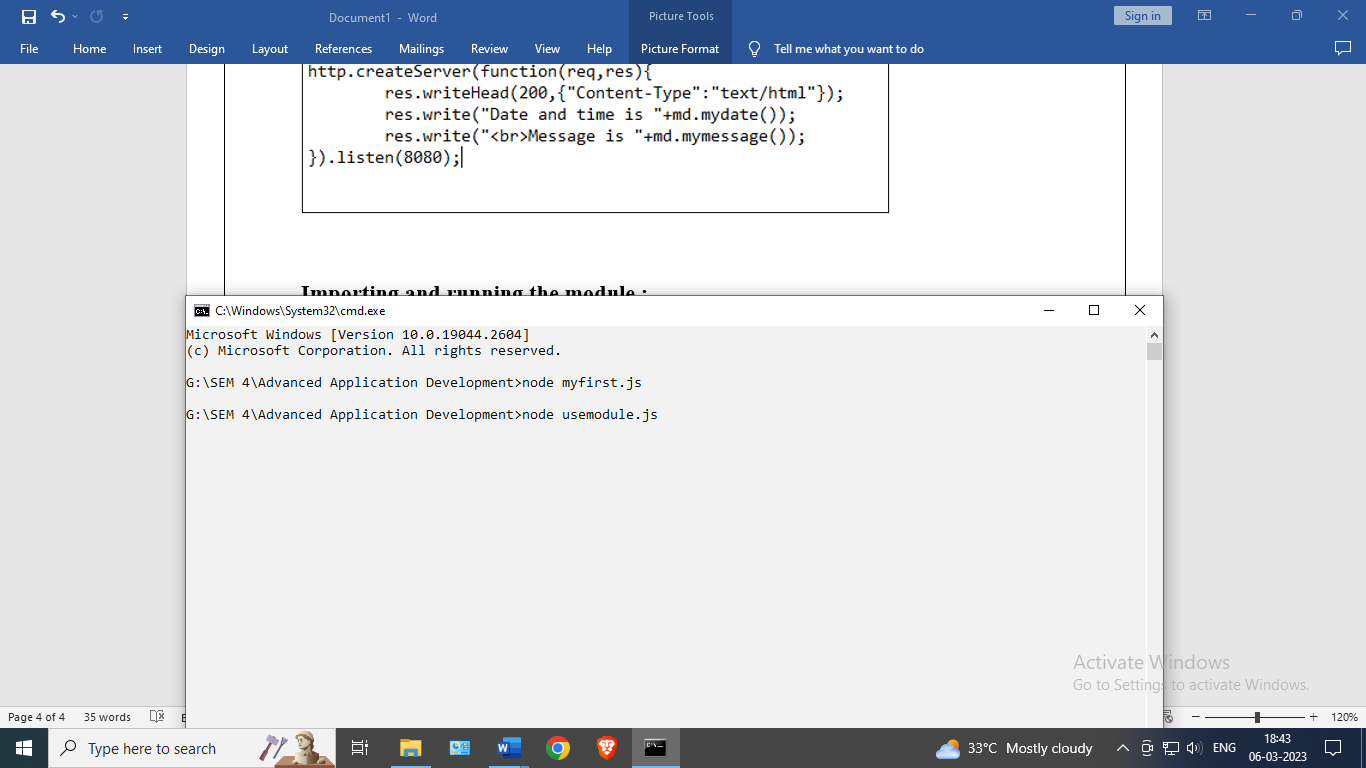 Document1 - Word
Picture Tools
Sign in
File Home Insert Design Layout References Mailings Review View Help Picture Format Tell me what you want to do
http.createServer(function(req,res){
res.writeHead(200,{"Content-Type":"text/html"});
res.write("Date and time is "+md.mydate());
res.write("<br>Message is "+md.mymessage());
}).listen(8080);
Importing and running the module :
C:\Windows\System32\cmd.exe
Microsoft Windows [Version 10.0.19044.2604]
(c) Microsoft Corporation. All rights reserved.
G:\SEM 4\Advanced Application Development>node myfirst.js
G:\SEM 4\Advanced Application Development>node usemodule.js
Activate Windows
Go to Settings to activate Windows.
Page 4 of 4 35 words 120%
Type here to search
33°C Mostly cloudy ENG
18:43
06-03-2023